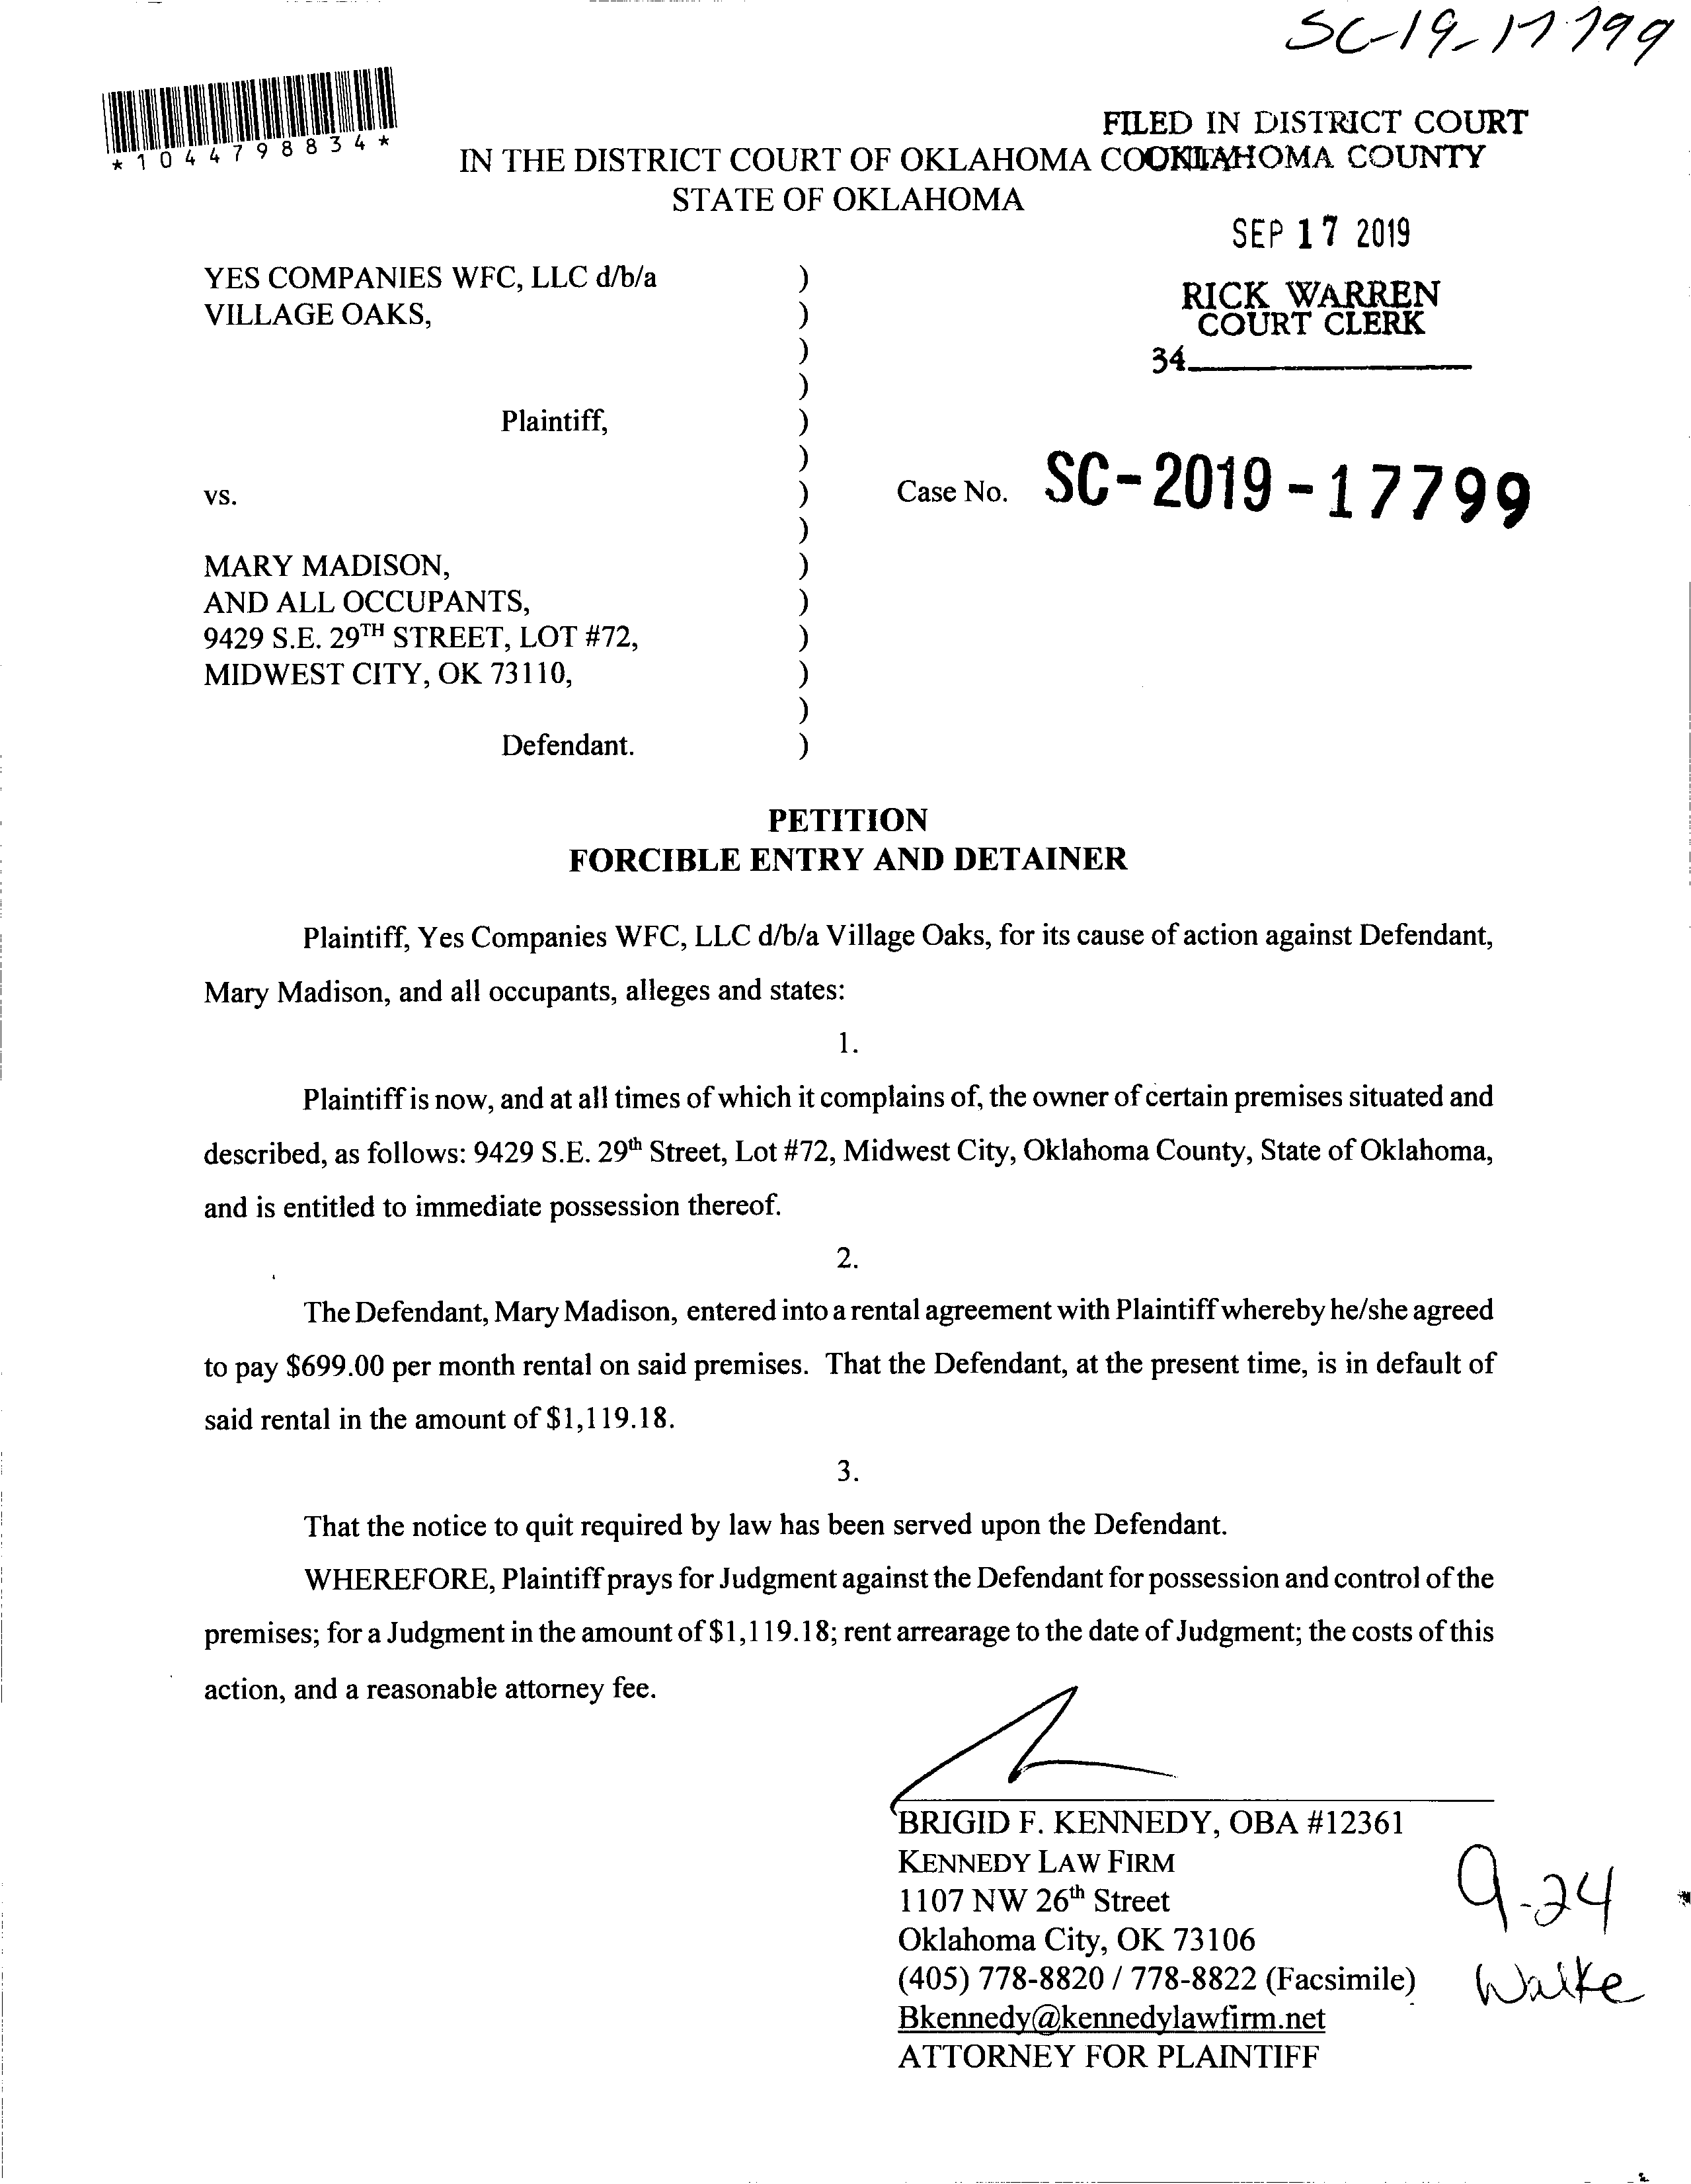 SC-19-17799
*1044798834*
FILED IN DISTRICT COURT
OKLAHOMA COUNTY
IN THE DISTRICT COURT OF OKLAHOMA COUNTY
STATE OF OKLAHOMA
SEP 17 2019
RICK WARREN
COURT CLERK
34
YES COMPANIES WFC, LLC d/b/a )
VILLAGE OAKS, )
)
)
Plaintiff, )
)
vs. ) Case No. SC-2019-17799
)
MARY MADISON, )
AND ALL OCCUPANTS, )
9429 S.E. 29TH STREET, LOT #72, )
MIDWEST CITY, OK 73110, )
)
Defendant. )
PETITION
FORCIBLE ENTRY AND DETAINER
Plaintiff, Yes Companies WFC, LLC d/b/a Village Oaks, for its cause of action against Defendant,
Mary Madison, and all occupants, alleges and states:
1.
Plaintiff is now, and at all times of which it complains of, the owner of certain premises situated and
described, as follows: 9429 S.E. 29th Street, Lot #72, Midwest City, Oklahoma County, State of Oklahoma,
and is entitled to immediate possession thereof.
2.
The Defendant, Mary Madison, entered into a rental agreement with Plaintiff whereby he/she agreed
to pay $699.00 per month rental on said premises. That the Defendant, at the present time, is in default of
said rental in the amount of $1,119.18.
3.
That the notice to quit required by law has been served upon the Defendant.
WHEREFORE, Plaintiff prays for Judgment against the Defendant for possession and control of the
premises; for a Judgment in the amount of $1,119.18; rent arrearage to the date of Judgment; the costs of this
action, and a reasonable attorney fee.
BRIGID F. KENNEDY, OBA #12361
KENNEDY LAW FIRM
1107 NW 26th Street
Oklahoma City, OK 73106
(405) 778-8820 / 778-8822 (Facsimile)
Bkennedy@kennedylawfirm.net
ATTORNEY FOR PLAINTIFF
9-24
Walke